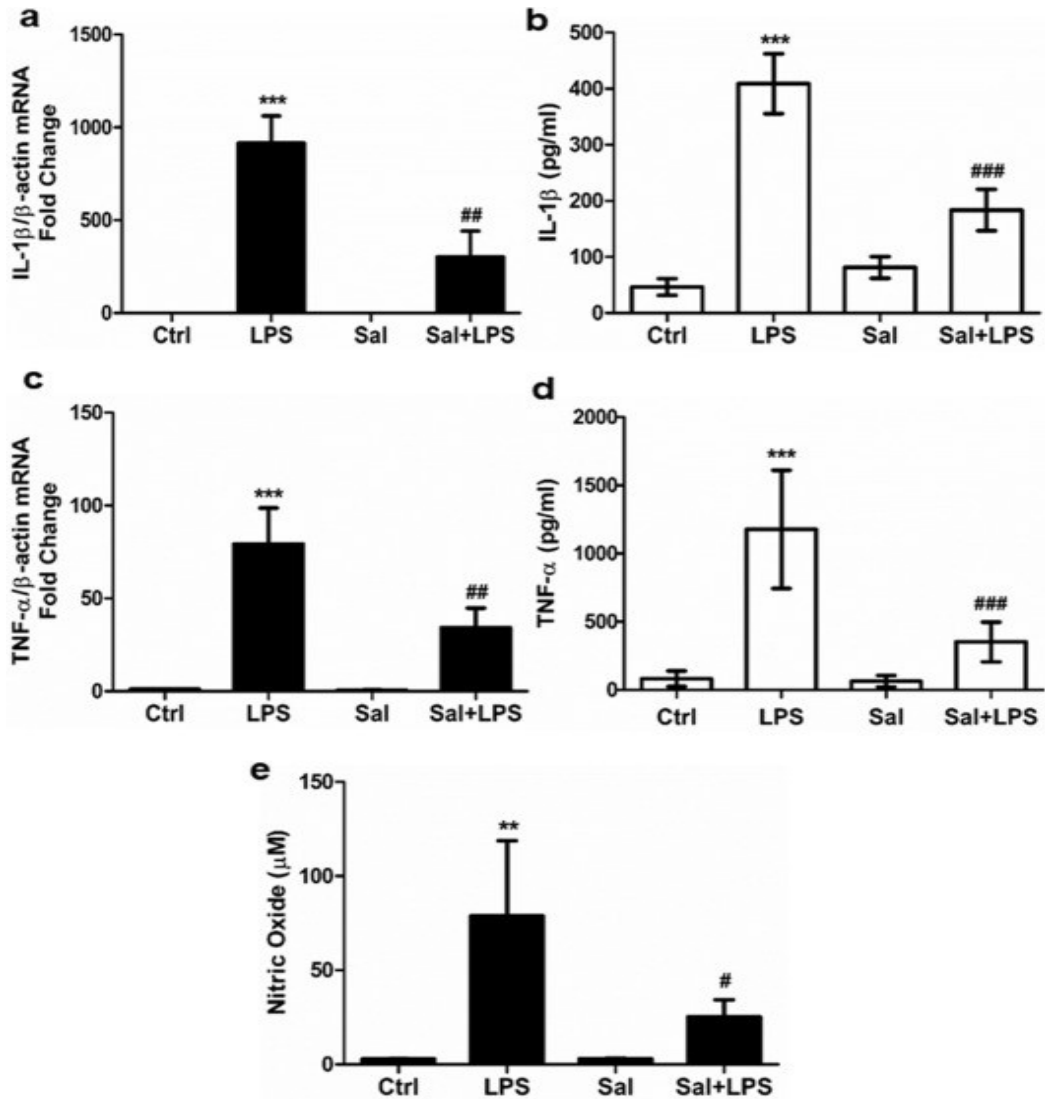 a
IL-1β/β-actin mRNA
Fold Change
1500
1000
500
0
***
##
Ctrl LPS Sal Sal+LPS
b
IL-1β (pg/ml)
500
400
300
200
100
0
***
###
Ctrl LPS Sal Sal+LPS
c
TNF-α/β-actin mRNA
Fold Change
150
100
50
0
***
##
Ctrl LPS Sal Sal+LPS
d
TNF-α (pg/ml)
2000
1500
1000
500
0
***
###
Ctrl LPS Sal Sal+LPS
e
Nitric Oxide (μM)
150
100
50
0
**
#
Ctrl LPS Sal Sal+LPS